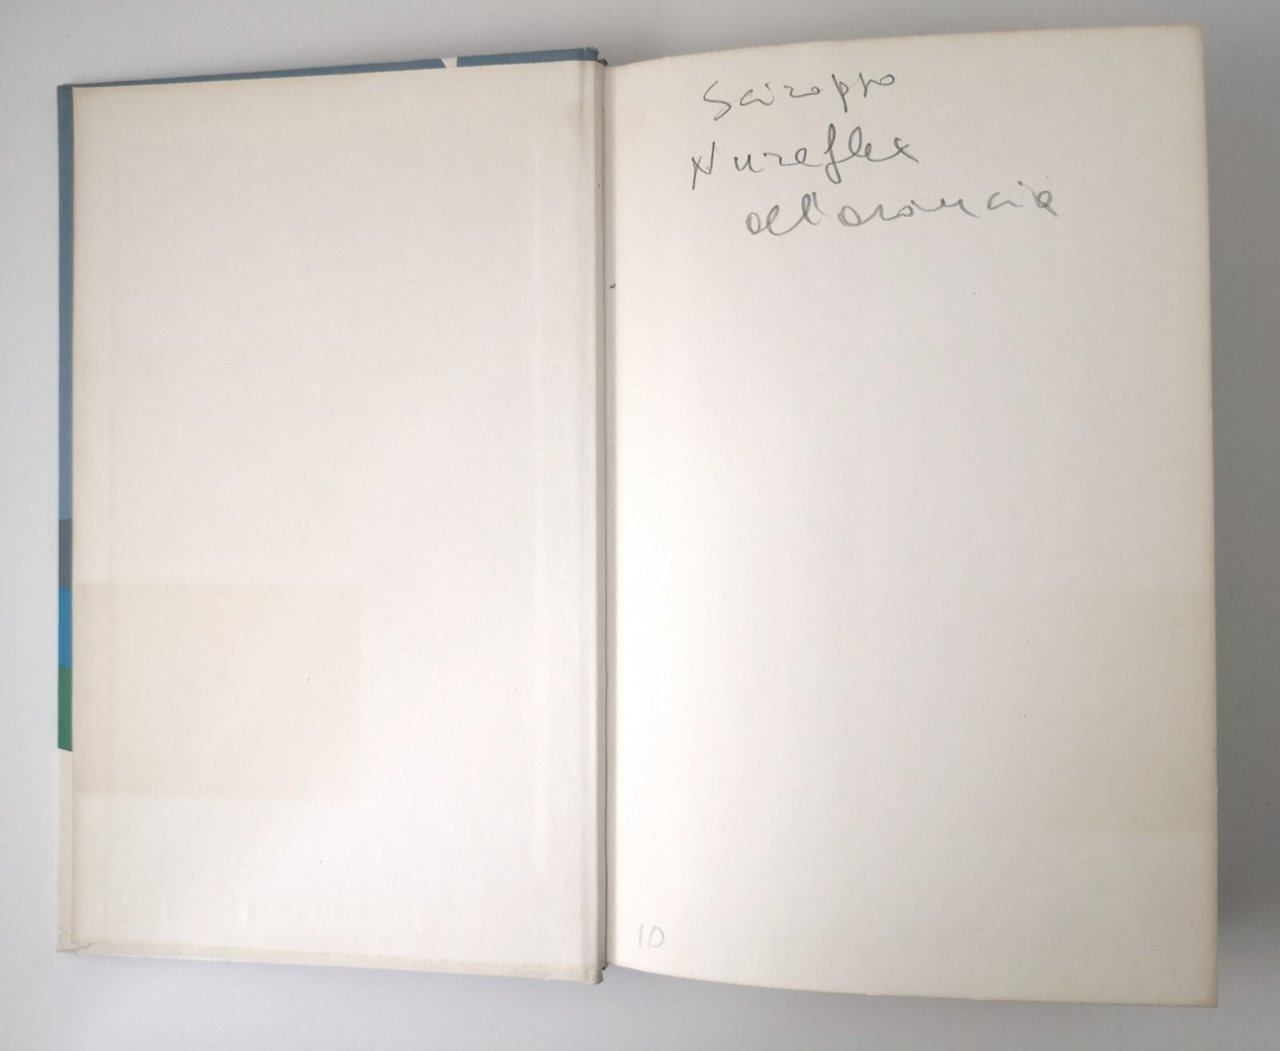 Sciroppo
Nureflex
all'arancia
10